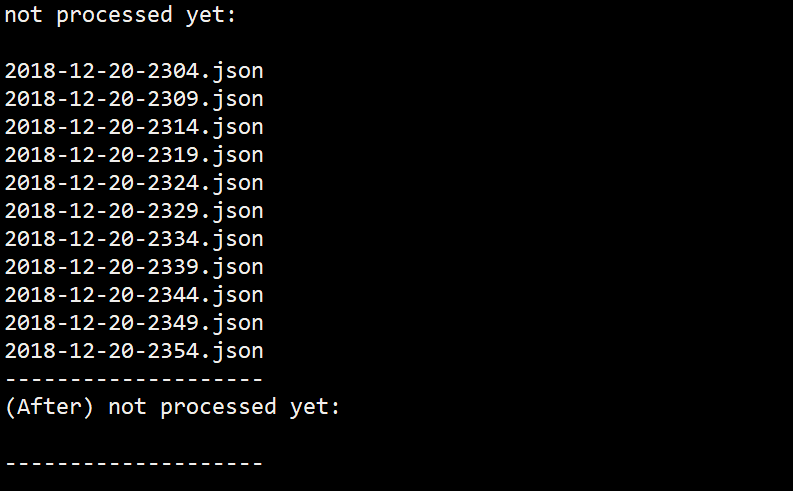 not processed yet:
2018-12-20-2304.json
2018-12-20-2309.json
2018-12-20-2314.json
2018-12-20-2319.json
2018-12-20-2324.json
2018-12-20-2329.json
2018-12-20-2334.json
2018-12-20-2339.json
2018-12-20-2344.json
2018-12-20-2349.json
2018-12-20-2354.json
--------------------
(After) not processed yet:
--------------------